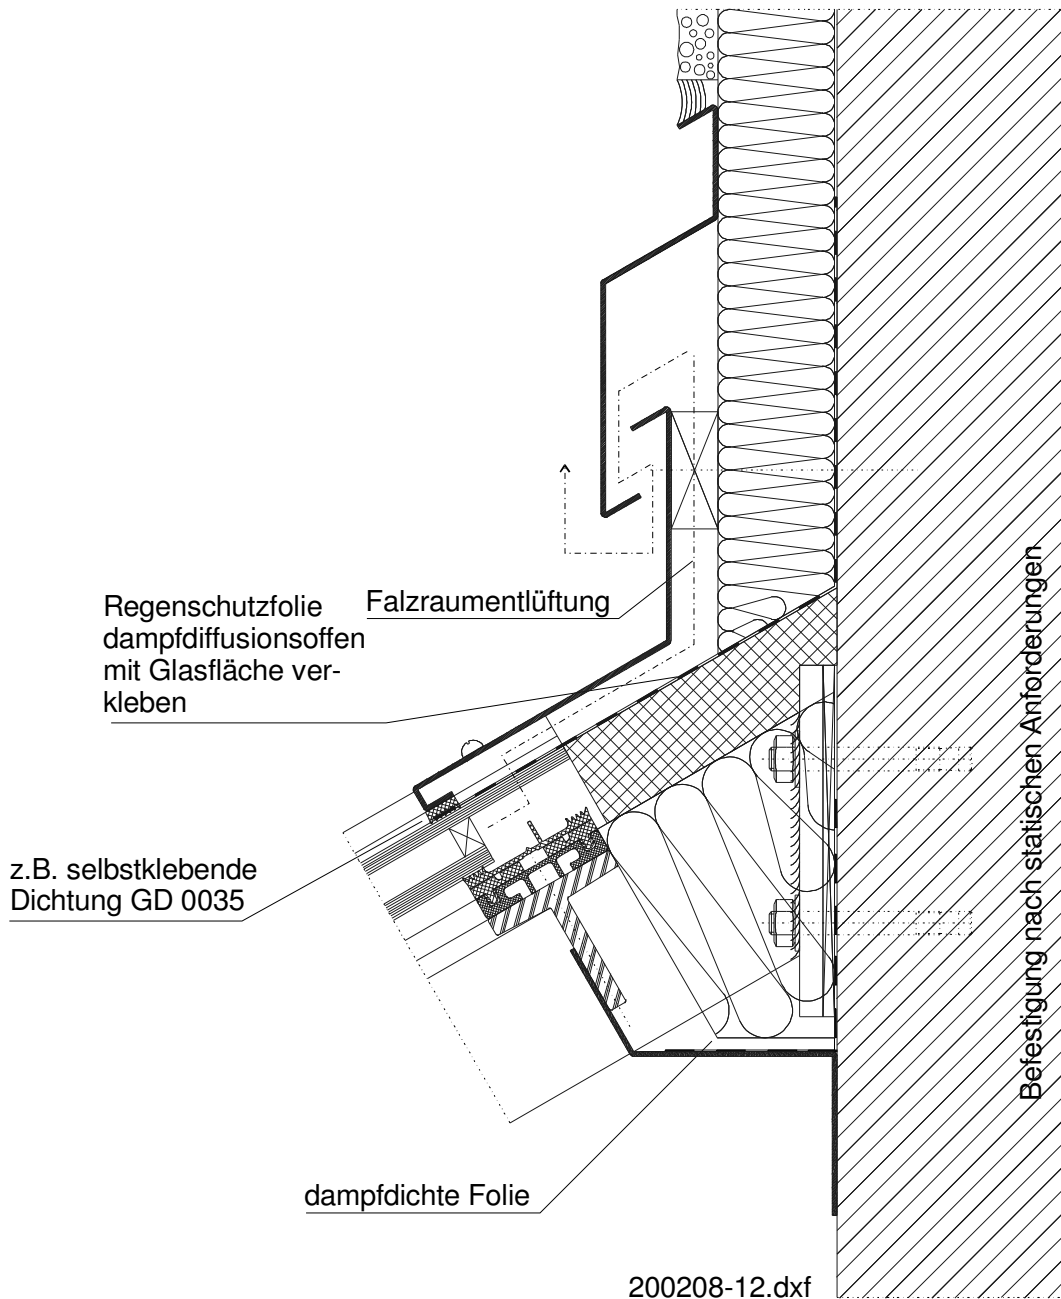 Regenschutzfolie
dampfdiffusionsoffen
mit Glasfläche ver-
kleben
Falzraumentlüftung
z.B. selbstklebende
Dichtung GD 0035
Befestigung nach statischen Anforderungen
dampfdichte Folie
200208-12.dxf